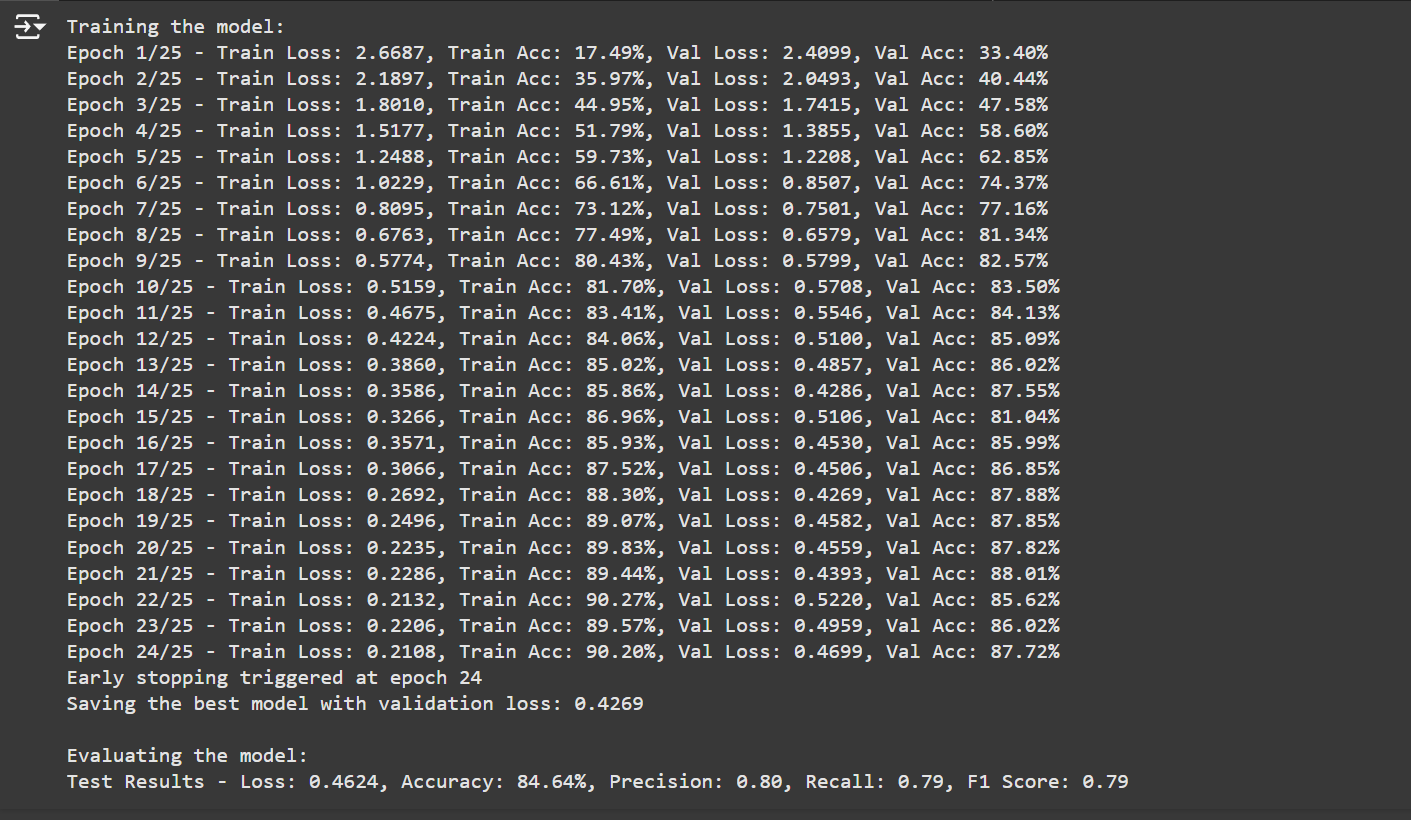 Training the model:
Epoch 1/25 - Train Loss: 2.6687, Train Acc: 17.49%, Val Loss: 2.4099, Val Acc: 33.40%
Epoch 2/25 - Train Loss: 2.1897, Train Acc: 35.97%, Val Loss: 2.0493, Val Acc: 40.44%
Epoch 3/25 - Train Loss: 1.8010, Train Acc: 44.95%, Val Loss: 1.7415, Val Acc: 47.58%
Epoch 4/25 - Train Loss: 1.5177, Train Acc: 51.79%, Val Loss: 1.3855, Val Acc: 58.60%
Epoch 5/25 - Train Loss: 1.2488, Train Acc: 59.73%, Val Loss: 1.2208, Val Acc: 62.85%
Epoch 6/25 - Train Loss: 1.0229, Train Acc: 66.61%, Val Loss: 0.8507, Val Acc: 74.37%
Epoch 7/25 - Train Loss: 0.8095, Train Acc: 73.12%, Val Loss: 0.7501, Val Acc: 77.16%
Epoch 8/25 - Train Loss: 0.6763, Train Acc: 77.49%, Val Loss: 0.6579, Val Acc: 81.34%
Epoch 9/25 - Train Loss: 0.5774, Train Acc: 80.43%, Val Loss: 0.5799, Val Acc: 82.57%
Epoch 10/25 - Train Loss: 0.5159, Train Acc: 81.70%, Val Loss: 0.5708, Val Acc: 83.50%
Epoch 11/25 - Train Loss: 0.4675, Train Acc: 83.41%, Val Loss: 0.5546, Val Acc: 84.13%
Epoch 12/25 - Train Loss: 0.4224, Train Acc: 84.06%, Val Loss: 0.5100, Val Acc: 85.09%
Epoch 13/25 - Train Loss: 0.3860, Train Acc: 85.02%, Val Loss: 0.4857, Val Acc: 86.02%
Epoch 14/25 - Train Loss: 0.3586, Train Acc: 85.86%, Val Loss: 0.4286, Val Acc: 87.55%
Epoch 15/25 - Train Loss: 0.3266, Train Acc: 86.96%, Val Loss: 0.5106, Val Acc: 81.04%
Epoch 16/25 - Train Loss: 0.3571, Train Acc: 85.93%, Val Loss: 0.4530, Val Acc: 85.99%
Epoch 17/25 - Train Loss: 0.3066, Train Acc: 87.52%, Val Loss: 0.4506, Val Acc: 86.85%
Epoch 18/25 - Train Loss: 0.2692, Train Acc: 88.30%, Val Loss: 0.4269, Val Acc: 87.88%
Epoch 19/25 - Train Loss: 0.2496, Train Acc: 89.07%, Val Loss: 0.4582, Val Acc: 87.85%
Epoch 20/25 - Train Loss: 0.2235, Train Acc: 89.83%, Val Loss: 0.4559, Val Acc: 87.82%
Epoch 21/25 - Train Loss: 0.2286, Train Acc: 89.44%, Val Loss: 0.4393, Val Acc: 88.01%
Epoch 22/25 - Train Loss: 0.2132, Train Acc: 90.27%, Val Loss: 0.5220, Val Acc: 85.62%
Epoch 23/25 - Train Loss: 0.2206, Train Acc: 89.57%, Val Loss: 0.4959, Val Acc: 86.02%
Epoch 24/25 - Train Loss: 0.2108, Train Acc: 90.20%, Val Loss: 0.4699, Val Acc: 87.72%
Early stopping triggered at epoch 24
Saving the best model with validation loss: 0.4269
Evaluating the model:
Test Results - Loss: 0.4624, Accuracy: 84.64%, Precision: 0.80, Recall: 0.79, F1 Score: 0.79